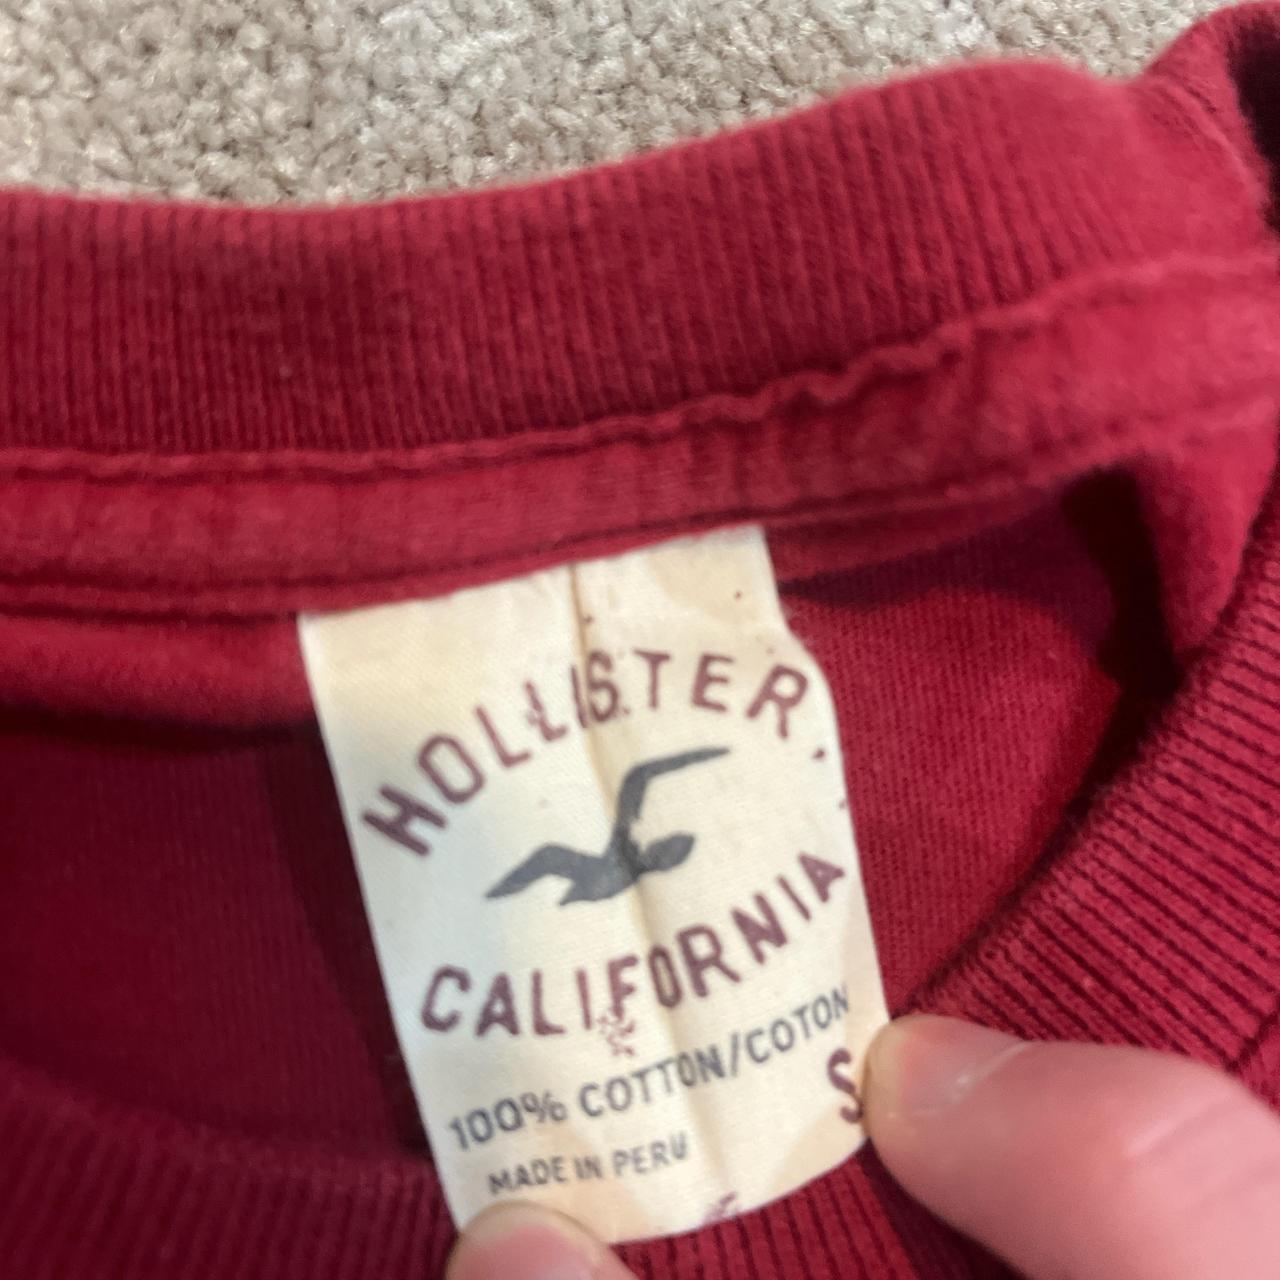 HOLLISTER
CALIFORNIA
100% COTTON/COTON
S
MADE IN PERU